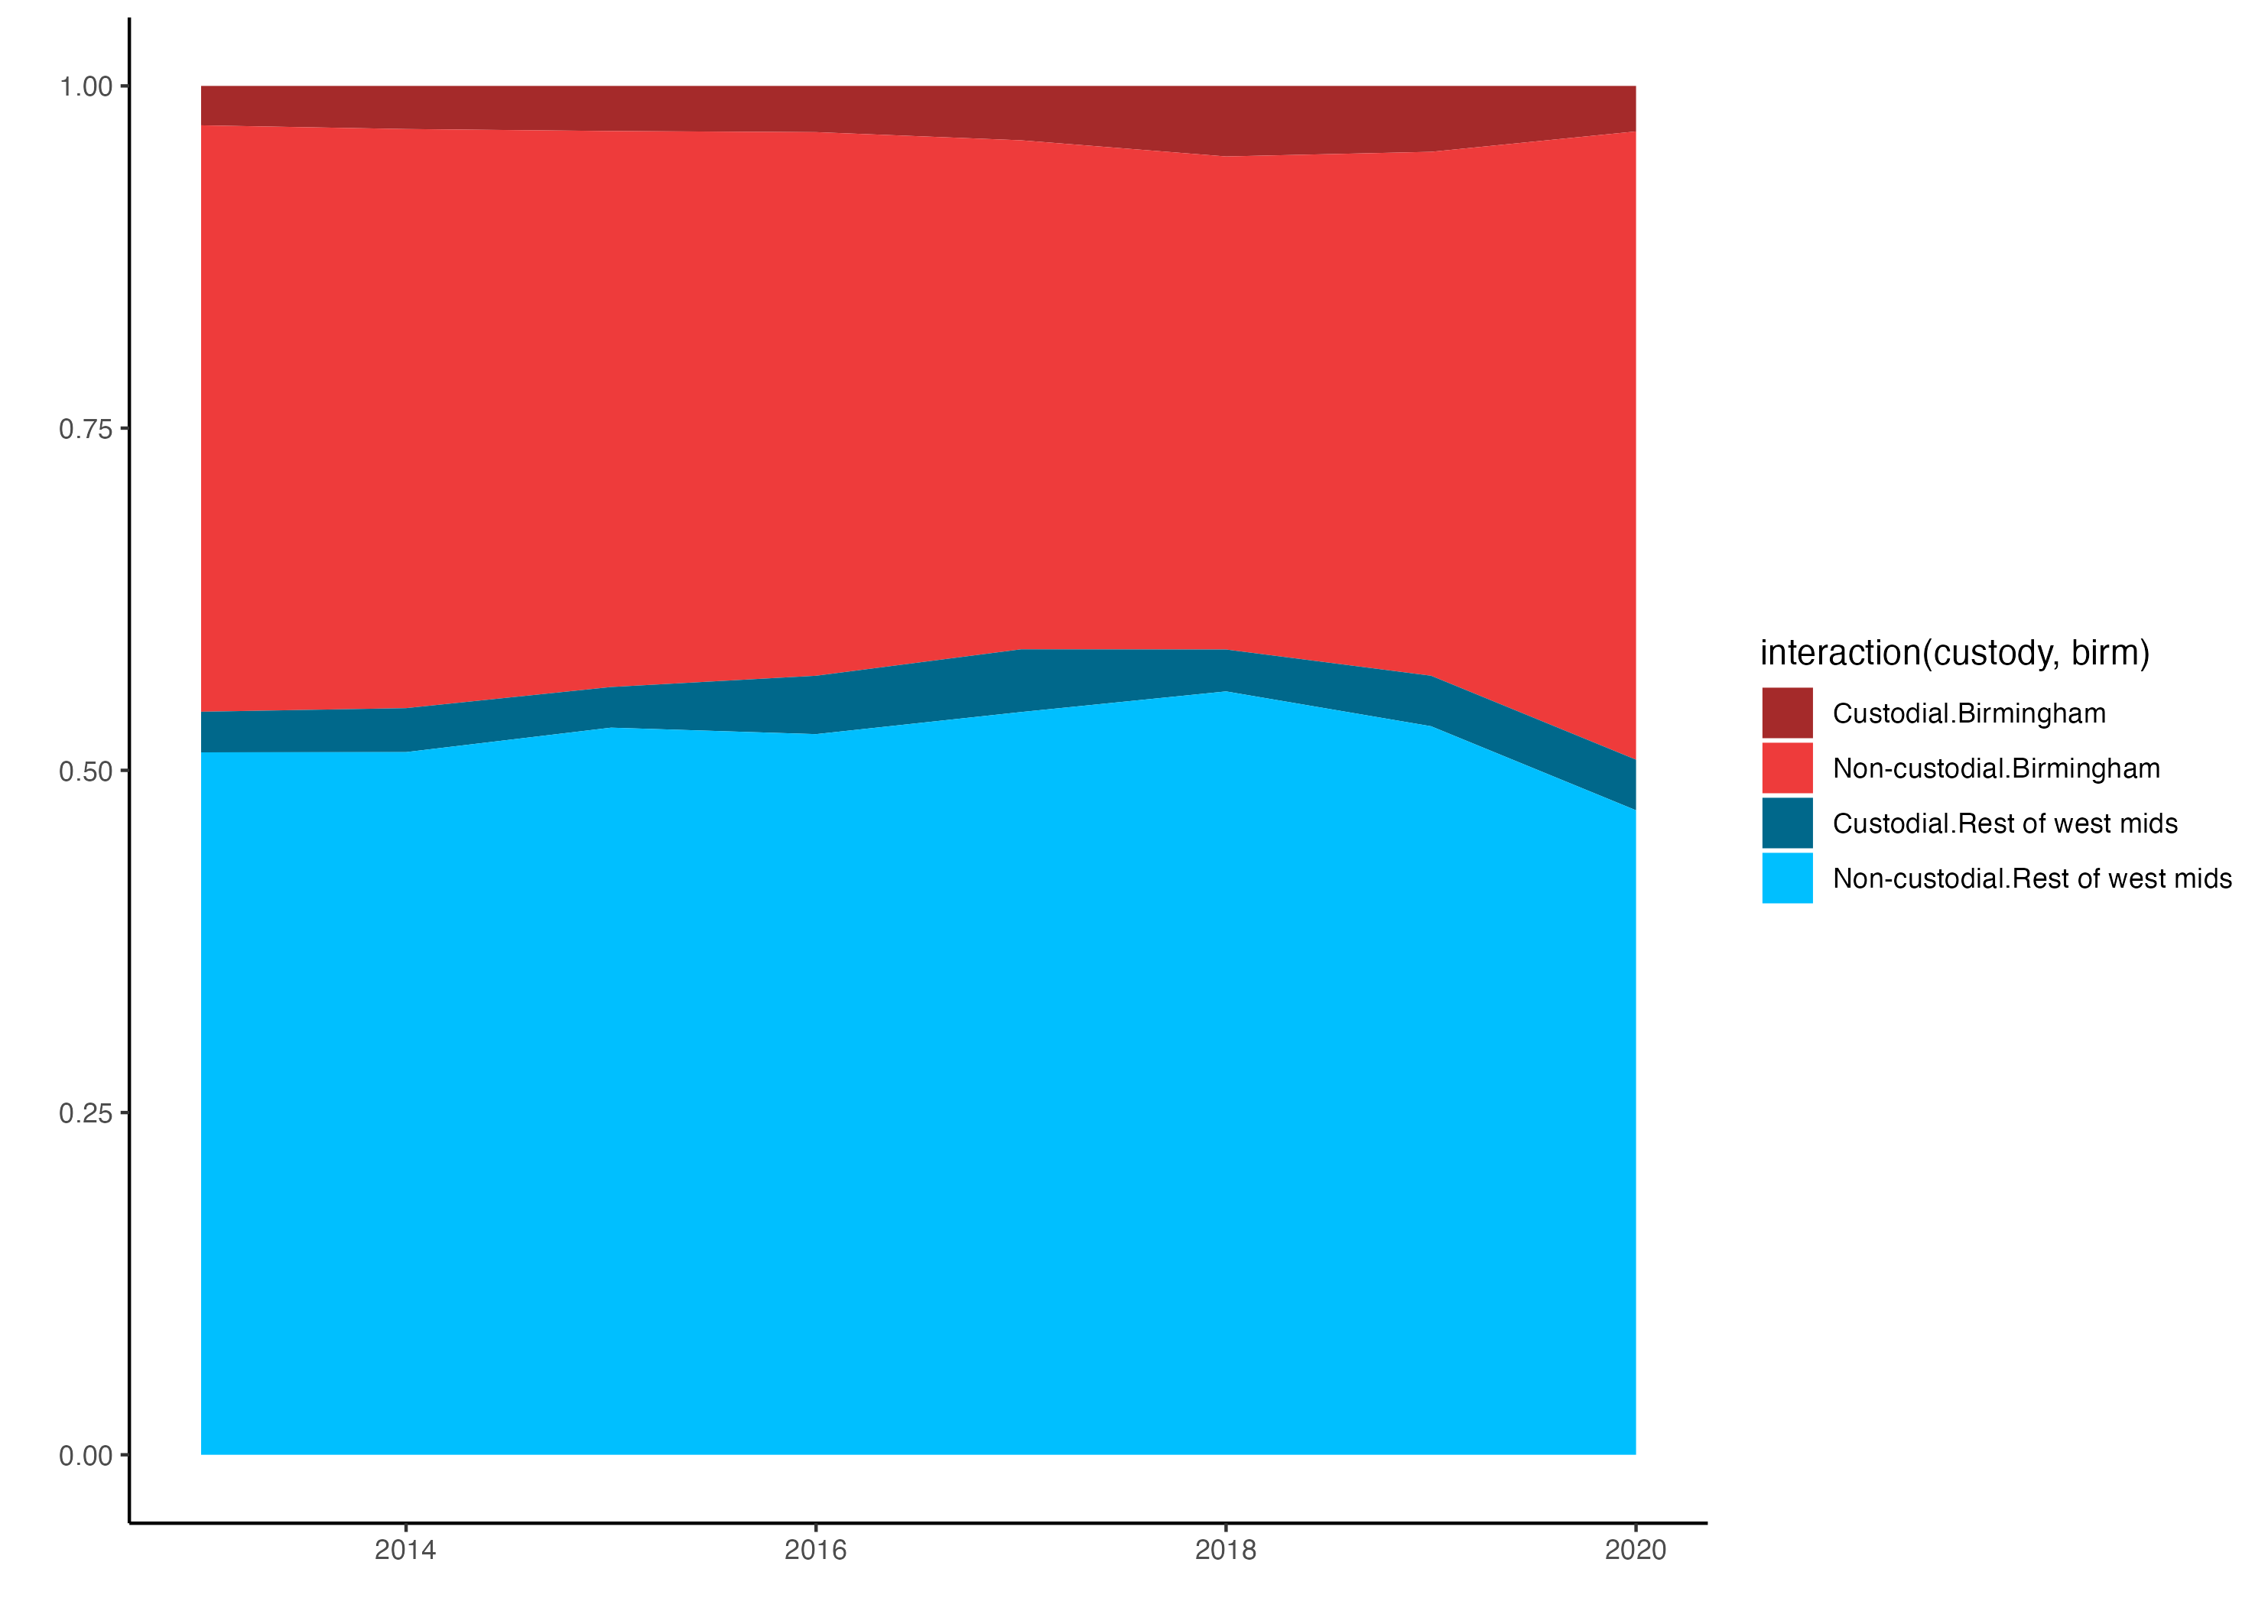 1.00
0.75
0.50
0.25
0.00
2014
2016
2018
2020
interaction(custody, birm)
Custodial.Birmingham
Non-custodial.Birmingham
Custodial.Rest of west mids
Non-custodial.Rest of west mids